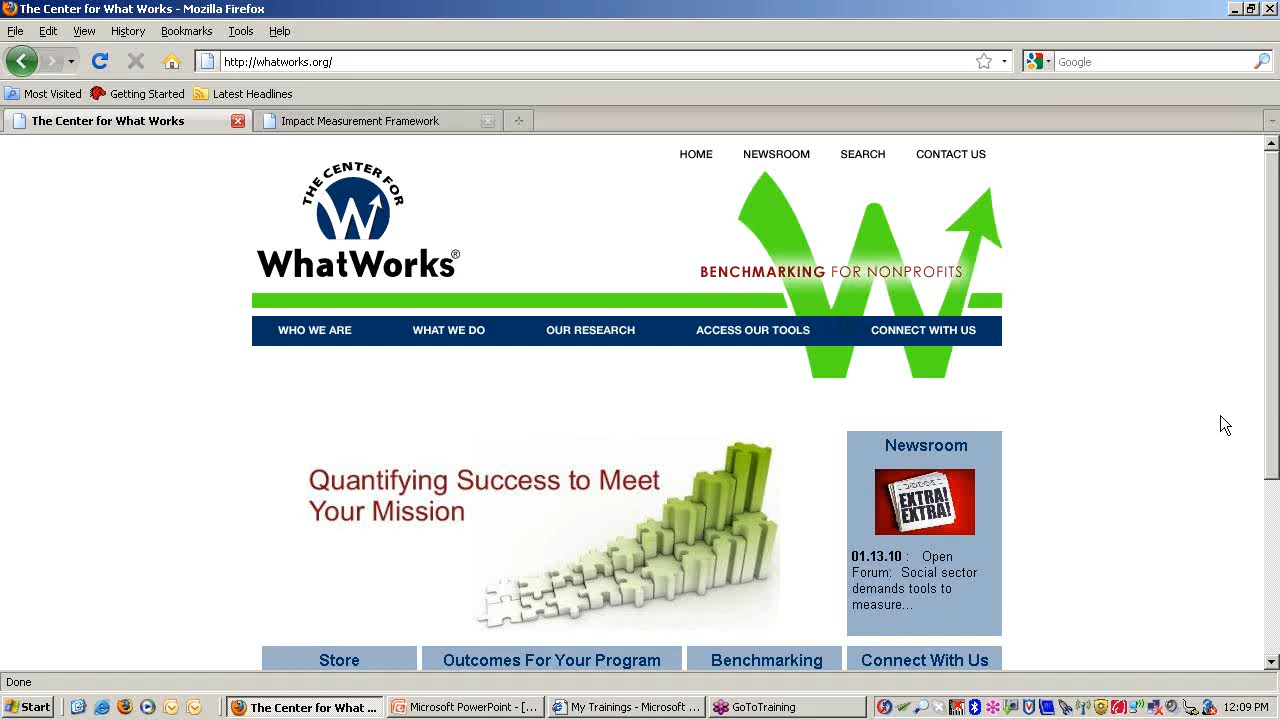 The Center for What Works - Mozilla Firefox
File Edit View History Bookmarks Tools Help
http://whatworks.org/
Google
Most Visited Getting Started Latest Headlines
The Center for What Works
Impact Measurement Framework
HOME NEWSROOM SEARCH CONTACT US
THE CENTER FOR
W
WhatWorks®
BENCHMARKING FOR NONPROFITS
WHO WE ARE WHAT WE DO OUR RESEARCH ACCESS OUR TOOLS CONNECT WITH US
Quantifying Success to Meet
Your Mission
Newsroom
EXTRA!
EXTRA!
01.13.10 : Open
Forum: Social sector
demands tools to
measure...
Store Outcomes For Your Program Benchmarking Connect With Us
Done
Start The Center for What ... Microsoft PowerPoint - [... My Trainings - Microsoft ... GoToTraining 12:09 PM